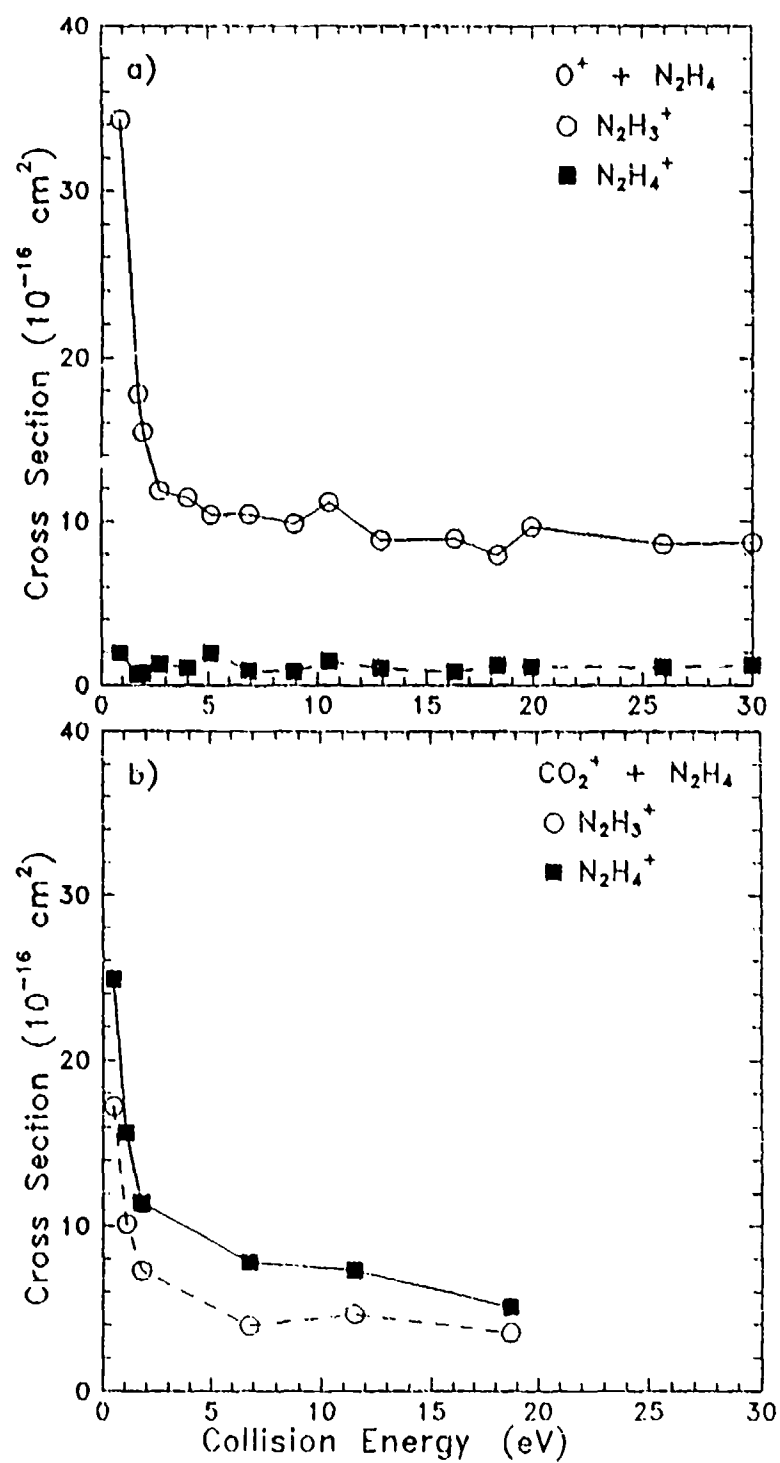 a)
O⁺ + N₂H₄
N₂H₃⁺
N₂H₄⁺
Cross Section (10⁻¹⁶ cm²)
40
30
20
10
0
0 5 10 15 20 25 30
b)
CO₂⁺ + N₂H₄
N₂H₃⁺
N₂H₄⁺
Cross Section (10⁻¹⁶ cm²)
40
30
20
10
0
0 5 10 15 20 25 30
Collision Energy (eV)